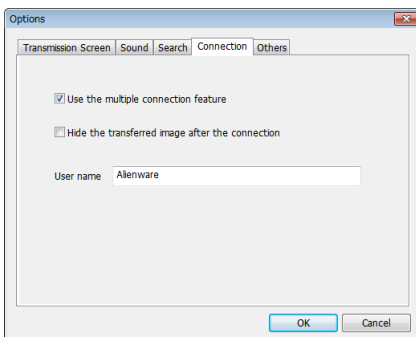 Options
Transmission Screen Sound Search Connection Others
Use the multiple connection feature
Hide the transferred image after the connection
User name Alienware
OK Cancel